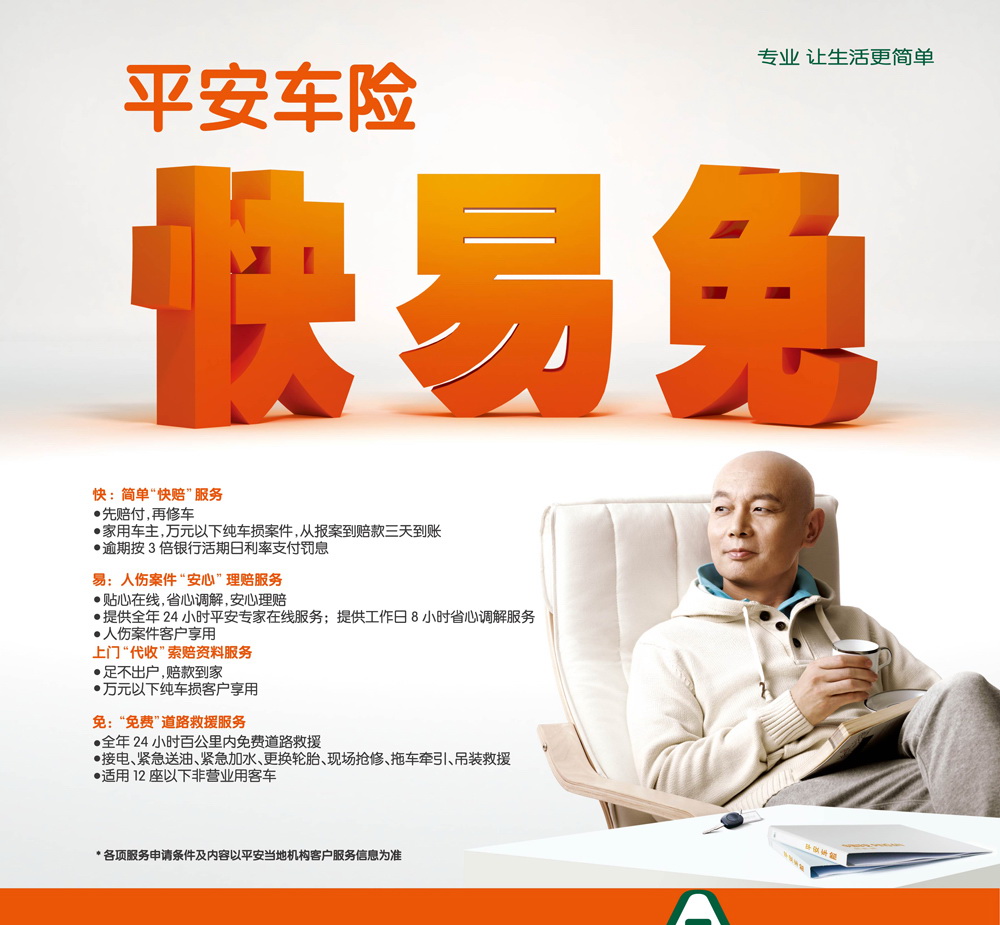 专业 让生活更简单
平安车险
快易免
快：简单“快赔”服务
●先赔付，再修车
●家用车主，万元以下纯车损案件，从报案到赔款三天到账
●逾期按 3 倍银行活期日利率支付罚息
易：人伤案件“安心”理赔服务
●贴心在线，省心调解，安心理赔
●提供全年 24 小时平安专家在线服务；提供工作日 8 小时省心调解服务
●人伤案件客户享用
上门“代收”索赔资料服务
●足不出户，赔款到家
●万元以下纯车损客户享用
免：“免费”道路救援服务
●全年 24 小时百公里内免费道路救援
●接电、紧急送油、紧急加水、更换轮胎、现场抢修、拖车牵引、吊装救援
●适用 12 座以下非营业用客车
* 各项服务申请条件及内容以平安当地机构客户服务信息为准